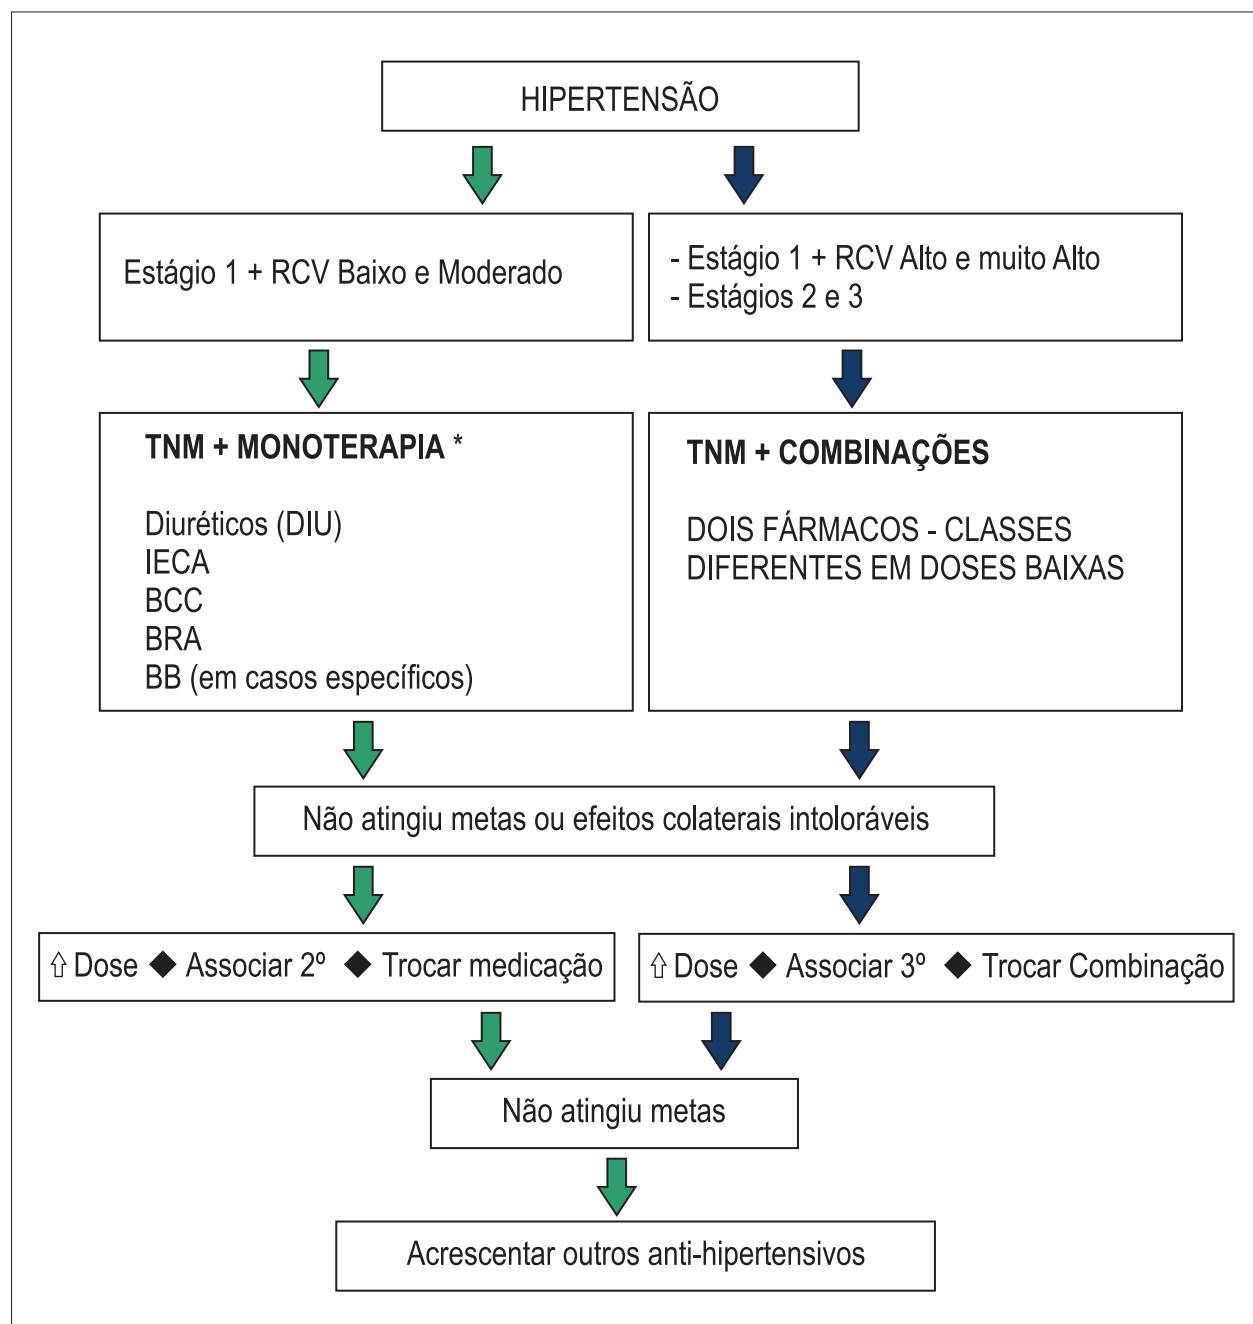 HIPERTENSÃO
Estágio 1 + RCV Baixo e Moderado
- Estágio 1 + RCV Alto e muito Alto
- Estágios 2 e 3
TNM + MONOTERAPIA *
Diuréticos (DIU)
IECA
BCC
BRA
BB (em casos específicos)
TNM + COMBINAÇÕES
DOIS FÁRMACOS - CLASSES
DIFERENTES EM DOSES BAIXAS
Não atingiu metas ou efeitos colaterais intoloráveis
⇧ Dose ◆ Associar 2º ◆ Trocar medicação
⇧ Dose ◆ Associar 3º ◆ Trocar Combinação
Não atingiu metas
Acrescentar outros anti-hipertensivos